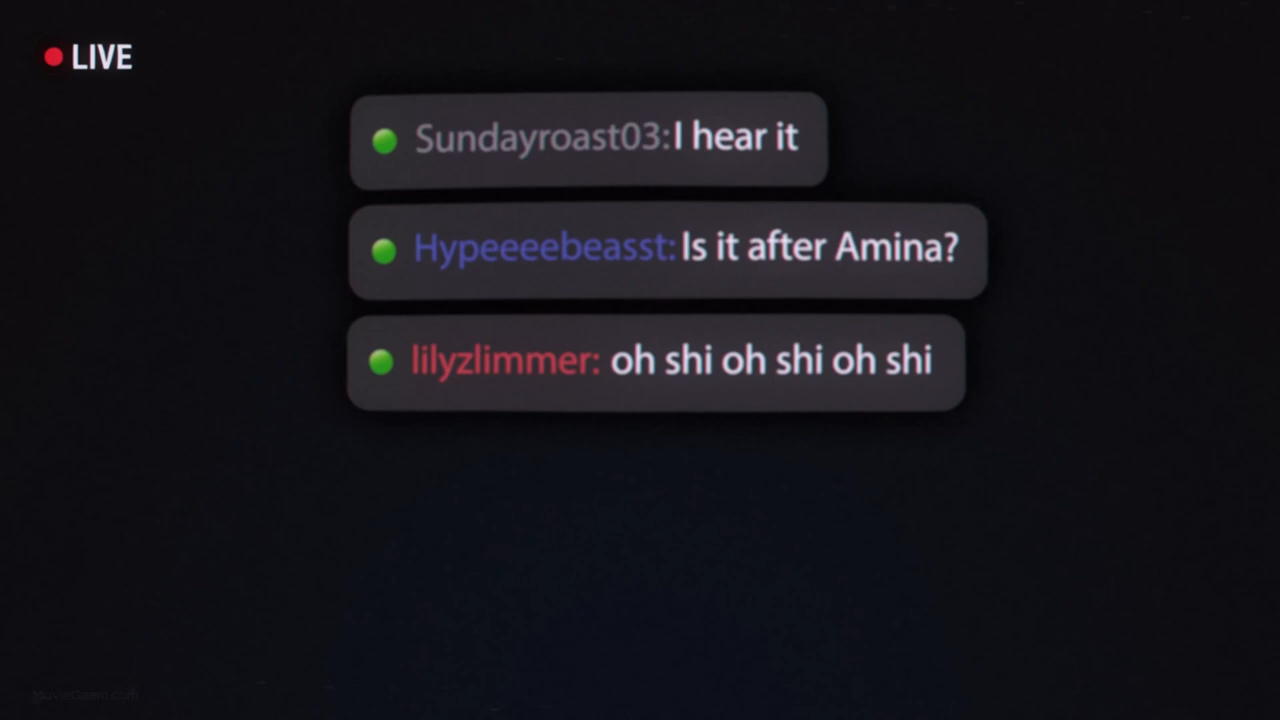 LIVE
Sundayroast03: I hear it
Hypeeeebeasst: Is it after Amina?
lilyzlimmer: oh shi oh shi oh shi